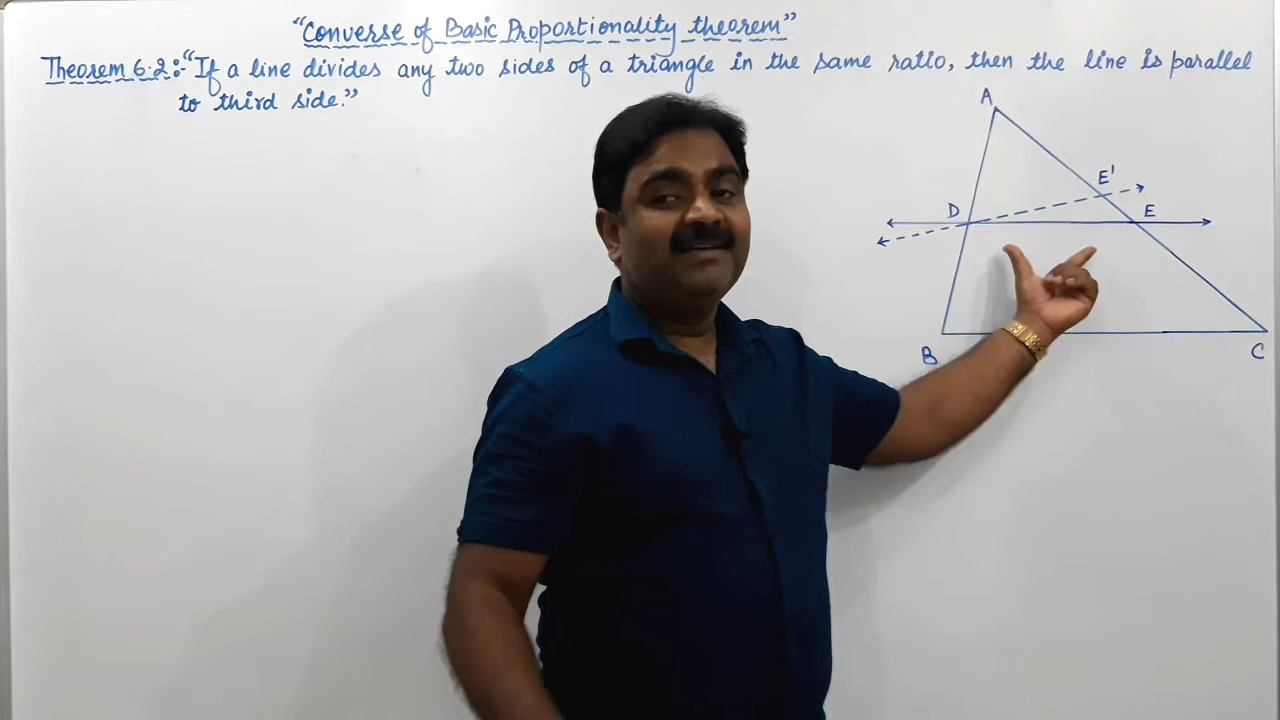 “Converse of Basic Proportionality theorem”
Theorem 6.2:- “If a line divides any two sides of a triangle in the same ratio, then the line is parallel
to third side.”
A
E'
D
E
B
C